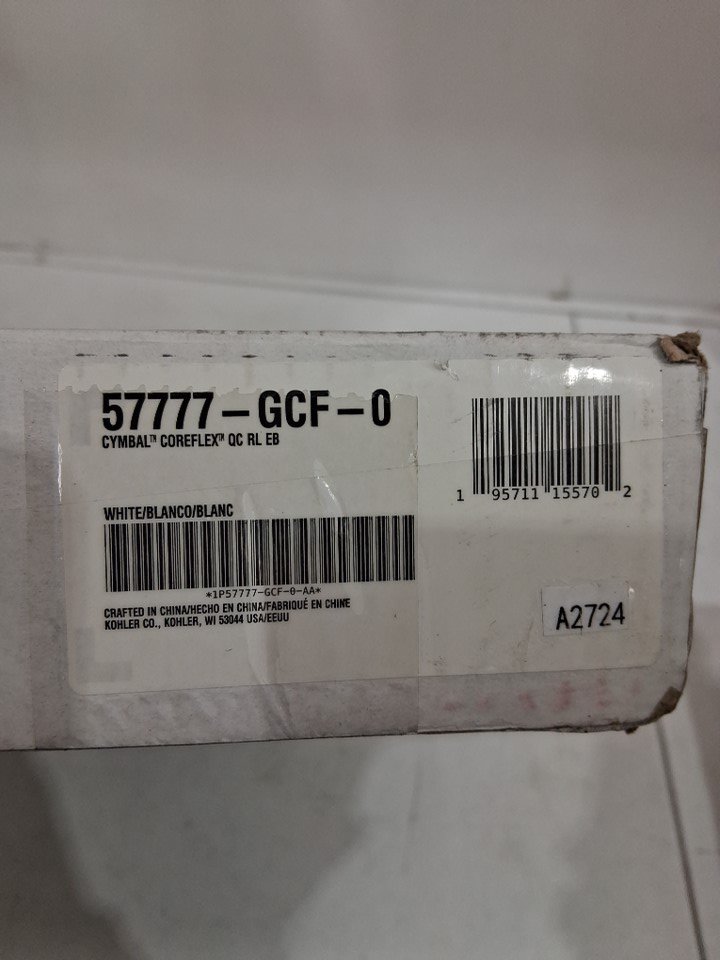 57777-GCF-0
CYMBAL™ COREFLEX™ QC RL EB
WHITE/BLANCO/BLANC
*1P57777-GCF-0-AA*
CRAFTED IN CHINA/HECHO EN CHINA/FABRIQUÉ EN CHINE
KOHLER CO., KOHLER, WI 53044 USA/EEUU
1 95711 15570 2
A2724